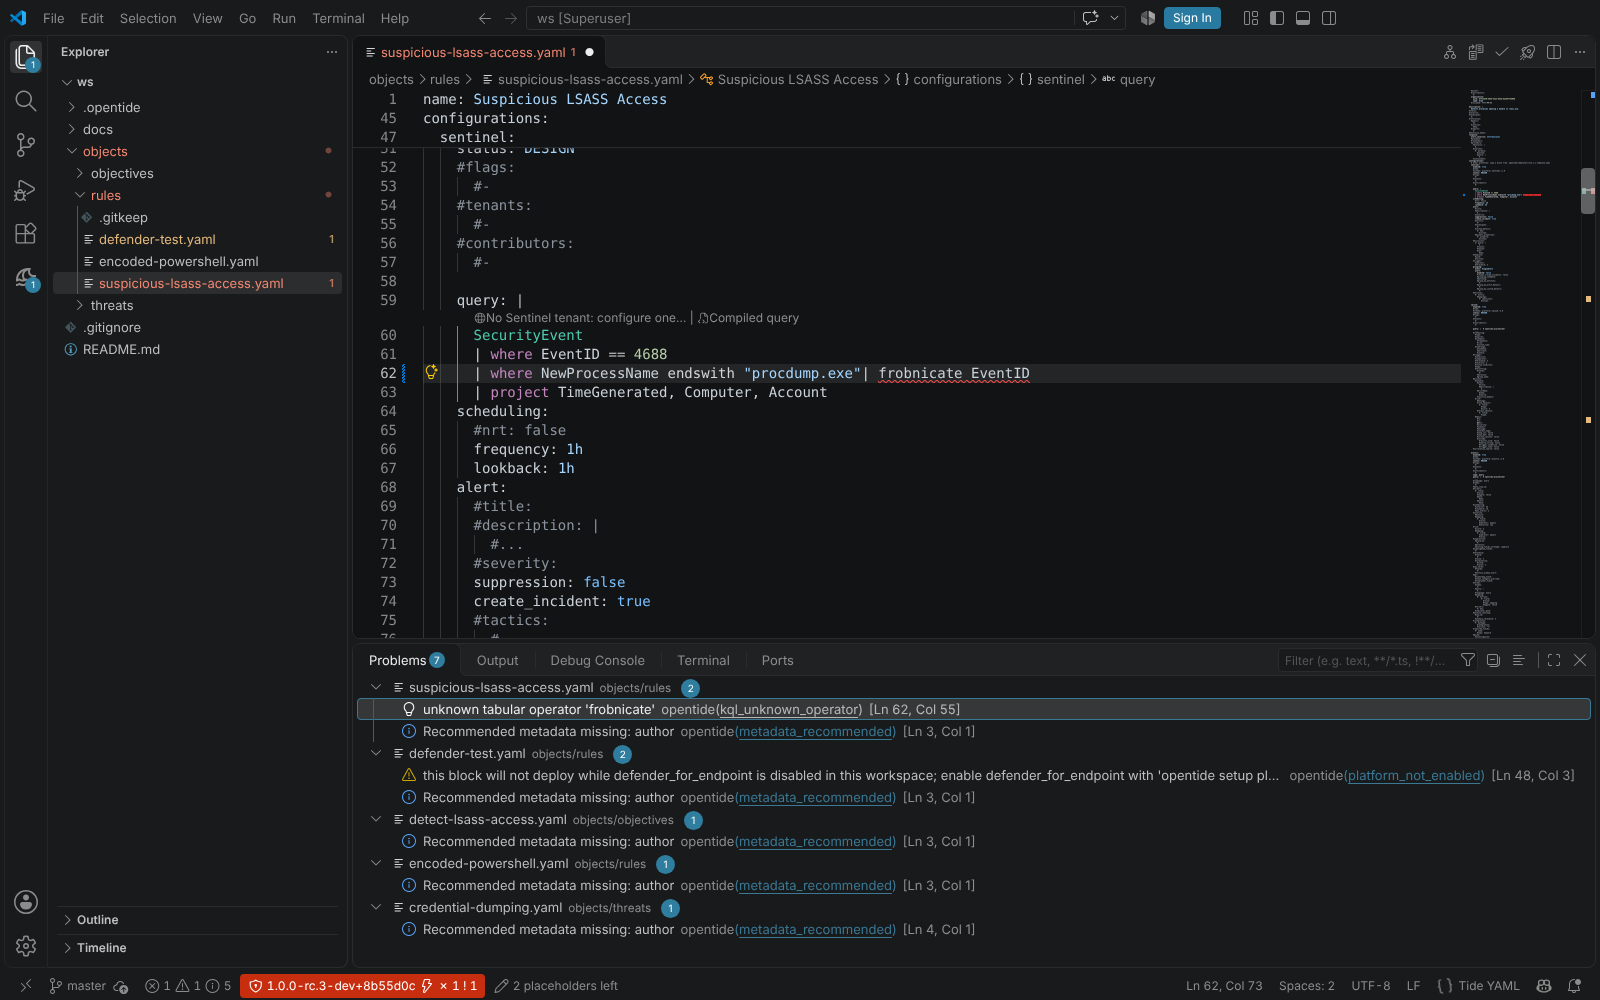 File Edit Selection View Go Run Terminal Help
ws [Superuser]
Sign In
Explorer
ws
.opentide
docs
objects
objectives
rules
.gitkeep
defender-test.yaml 1
encoded-powershell.yaml
suspicious-lsass-access.yaml 1
threats
.gitignore
README.md
Outline
Timeline
1
1
suspicious-lsass-access.yaml 1
objects > rules > suspicious-lsass-access.yaml > Suspicious LSASS Access > { } configurations > { } sentinel > abc query
1 name: Suspicious LSASS Access
45 configurations:
47 sentinel:
51 status: DESIGN
52 #flags:
53 #-
54 #tenants:
55 #-
56 #contributors:
57 #-
58
59 query: |
No Sentinel tenant: configure one... | Compiled query
60 SecurityEvent
61 | where EventID == 4688
62 | where NewProcessName endswith "procdump.exe"| frobnicate EventID
63 | project TimeGenerated, Computer, Account
64 scheduling:
65 #nrt: false
66 frequency: 1h
67 lookback: 1h
68 alert:
69 #title:
70 #description: |
71 #...
72 #severity:
73 suppression: false
74 create_incident: true
75 #tactics:
76 #
Problems 7 Output Debug Console Terminal Ports
Filter (e.g. text, **/*.ts, !**/...
suspicious-lsass-access.yaml objects/rules 2
unknown tabular operator 'frobnicate' opentide(kql_unknown_operator) [Ln 62, Col 55]
Recommended metadata missing: author opentide(metadata_recommended) [Ln 3, Col 1]
defender-test.yaml objects/rules 2
this block will not deploy while defender_for_endpoint is disabled in this workspace; enable defender_for_endpoint with 'opentide setup pl... opentide(platform_not_enabled) [Ln 48, Col 3]
Recommended metadata missing: author opentide(metadata_recommended) [Ln 3, Col 1]
detect-lsass-access.yaml objects/objectives 1
Recommended metadata missing: author opentide(metadata_recommended) [Ln 3, Col 1]
encoded-powershell.yaml objects/rules 1
Recommended metadata missing: author opentide(metadata_recommended) [Ln 3, Col 1]
credential-dumping.yaml objects/threats 1
Recommended metadata missing: author opentide(metadata_recommended) [Ln 4, Col 1]
master 1 1 5 1.0.0-rc.3-dev+8b55d0c × 1 ! 1 2 placeholders left Ln 62, Col 73 Spaces: 2 UTF-8 LF { } Tide YAML